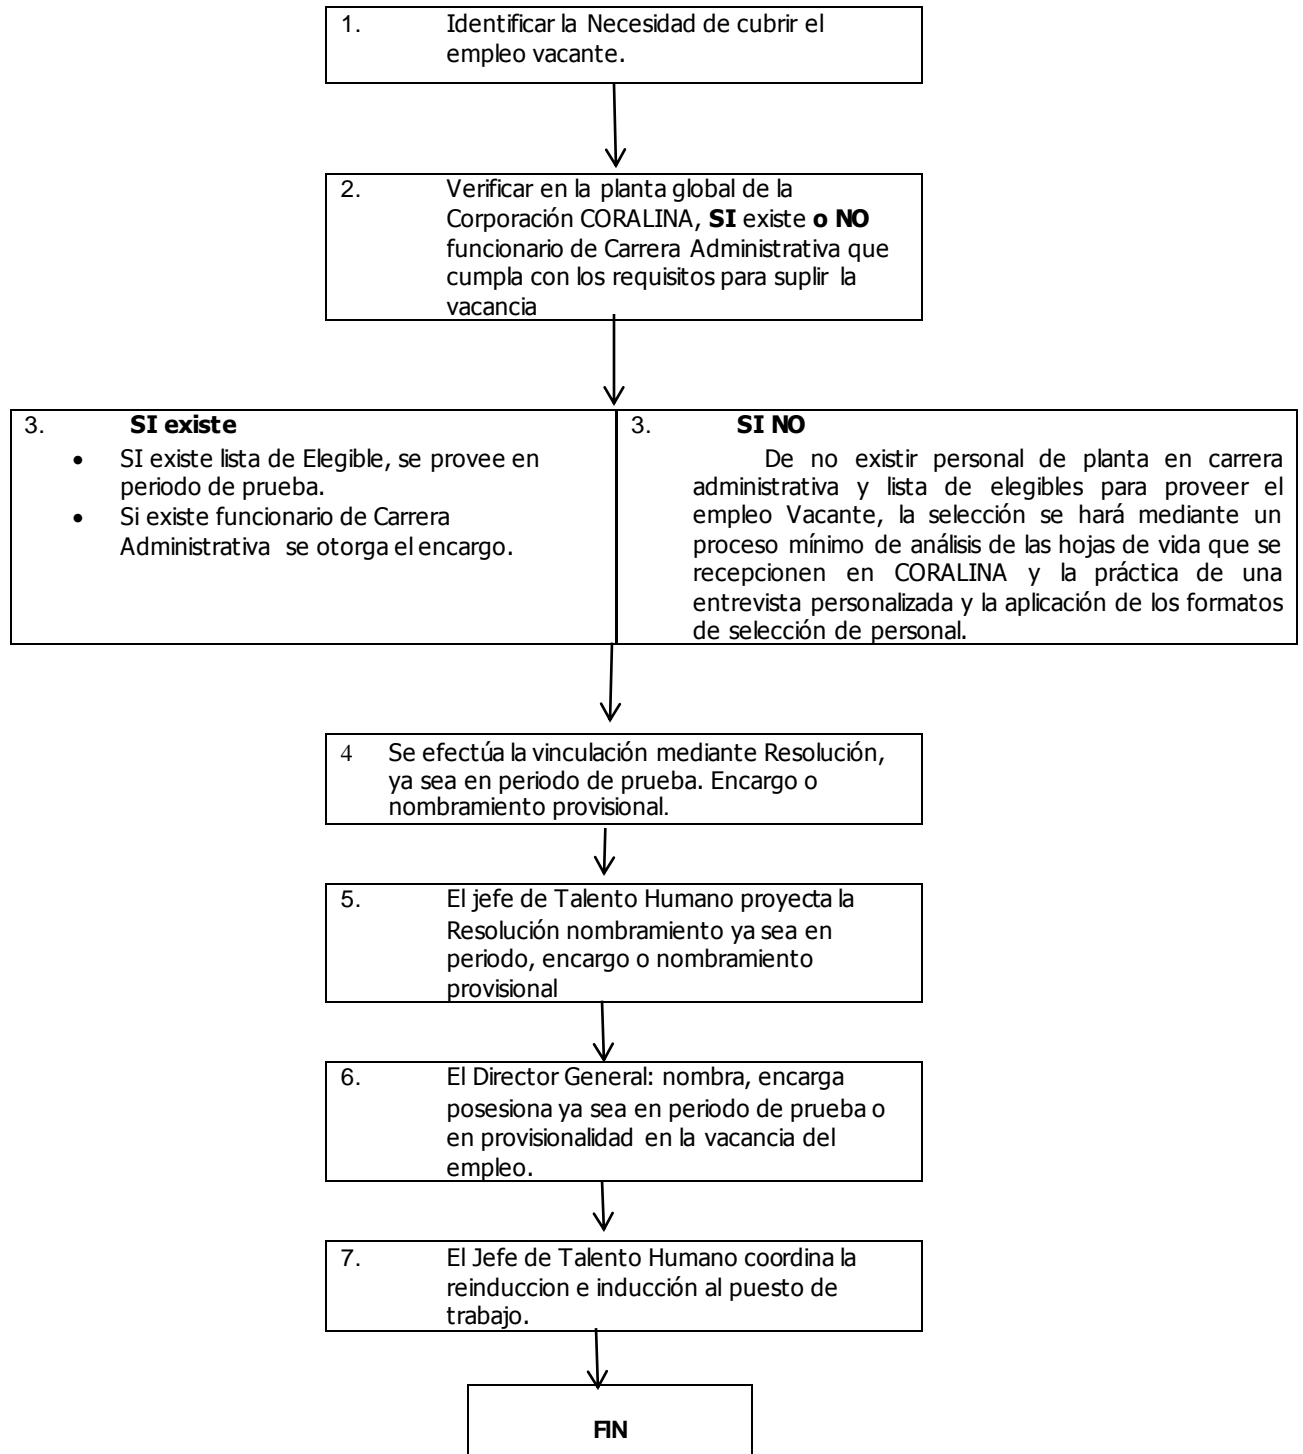 1. Identificar la Necesidad de cubrir el
empleo vacante.
2. Verificar en la planta global de la
Corporación CORALINA, SI existe o NO
funcionario de Carrera Administrativa que
cumpla con los requisitos para suplir la
vacancia
3. SI existe
• SI existe lista de Elegible, se provee en
periodo de prueba.
• Si existe funcionario de Carrera
Administrativa se otorga el encargo.
3. SI NO
De no existir personal de planta en carrera
administrativa y lista de elegibles para proveer el
empleo Vacante, la selección se hará mediante un
proceso mínimo de análisis de las hojas de vida que se
recepcionen en CORALINA y la práctica de una
entrevista personalizada y la aplicación de los formatos
de selección de personal.
4 Se efectúa la vinculación mediante Resolución,
ya sea en periodo de prueba. Encargo o
nombramiento provisional.
5. El jefe de Talento Humano proyecta la
Resolución nombramiento ya sea en
periodo, encargo o nombramiento
provisional
6. El Director General: nombra, encarga
posesiona ya sea en periodo de prueba o
en provisionalidad en la vacancia del
empleo.
7. El Jefe de Talento Humano coordina la
reinduccion e inducción al puesto de
trabajo.
FIN